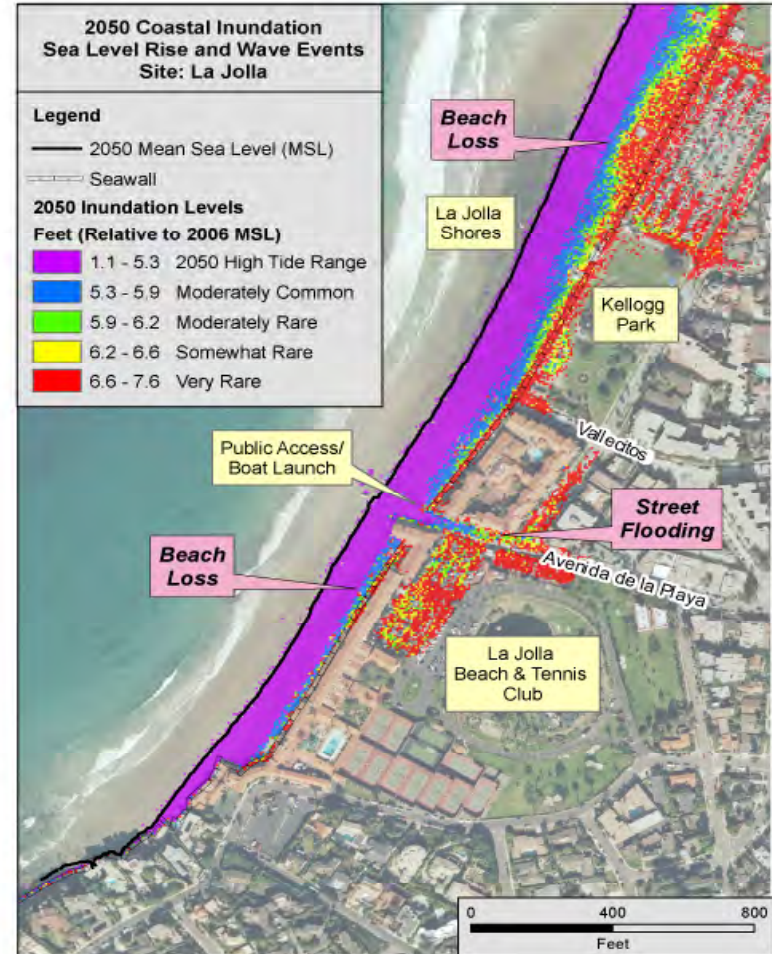 2050 Coastal Inundation
Sea Level Rise and Wave Events
Site: La Jolla
Legend
2050 Mean Sea Level (MSL)
Seawall
2050 Inundation Levels
Feet (Relative to 2006 MSL)
1.1 - 5.3 2050 High Tide Range
5.3 - 5.9 Moderately Common
5.9 - 6.2 Moderately Rare
6.2 - 6.6 Somewhat Rare
6.6 - 7.6 Very Rare
Beach
Loss
La Jolla
Shores
Kellogg
Park
Vallecitos
Public Access/
Boat Launch
Street
Flooding
Beach
Loss
Avenida de la Playa
La Jolla
Beach & Tennis
Club
0 400 800
Feet